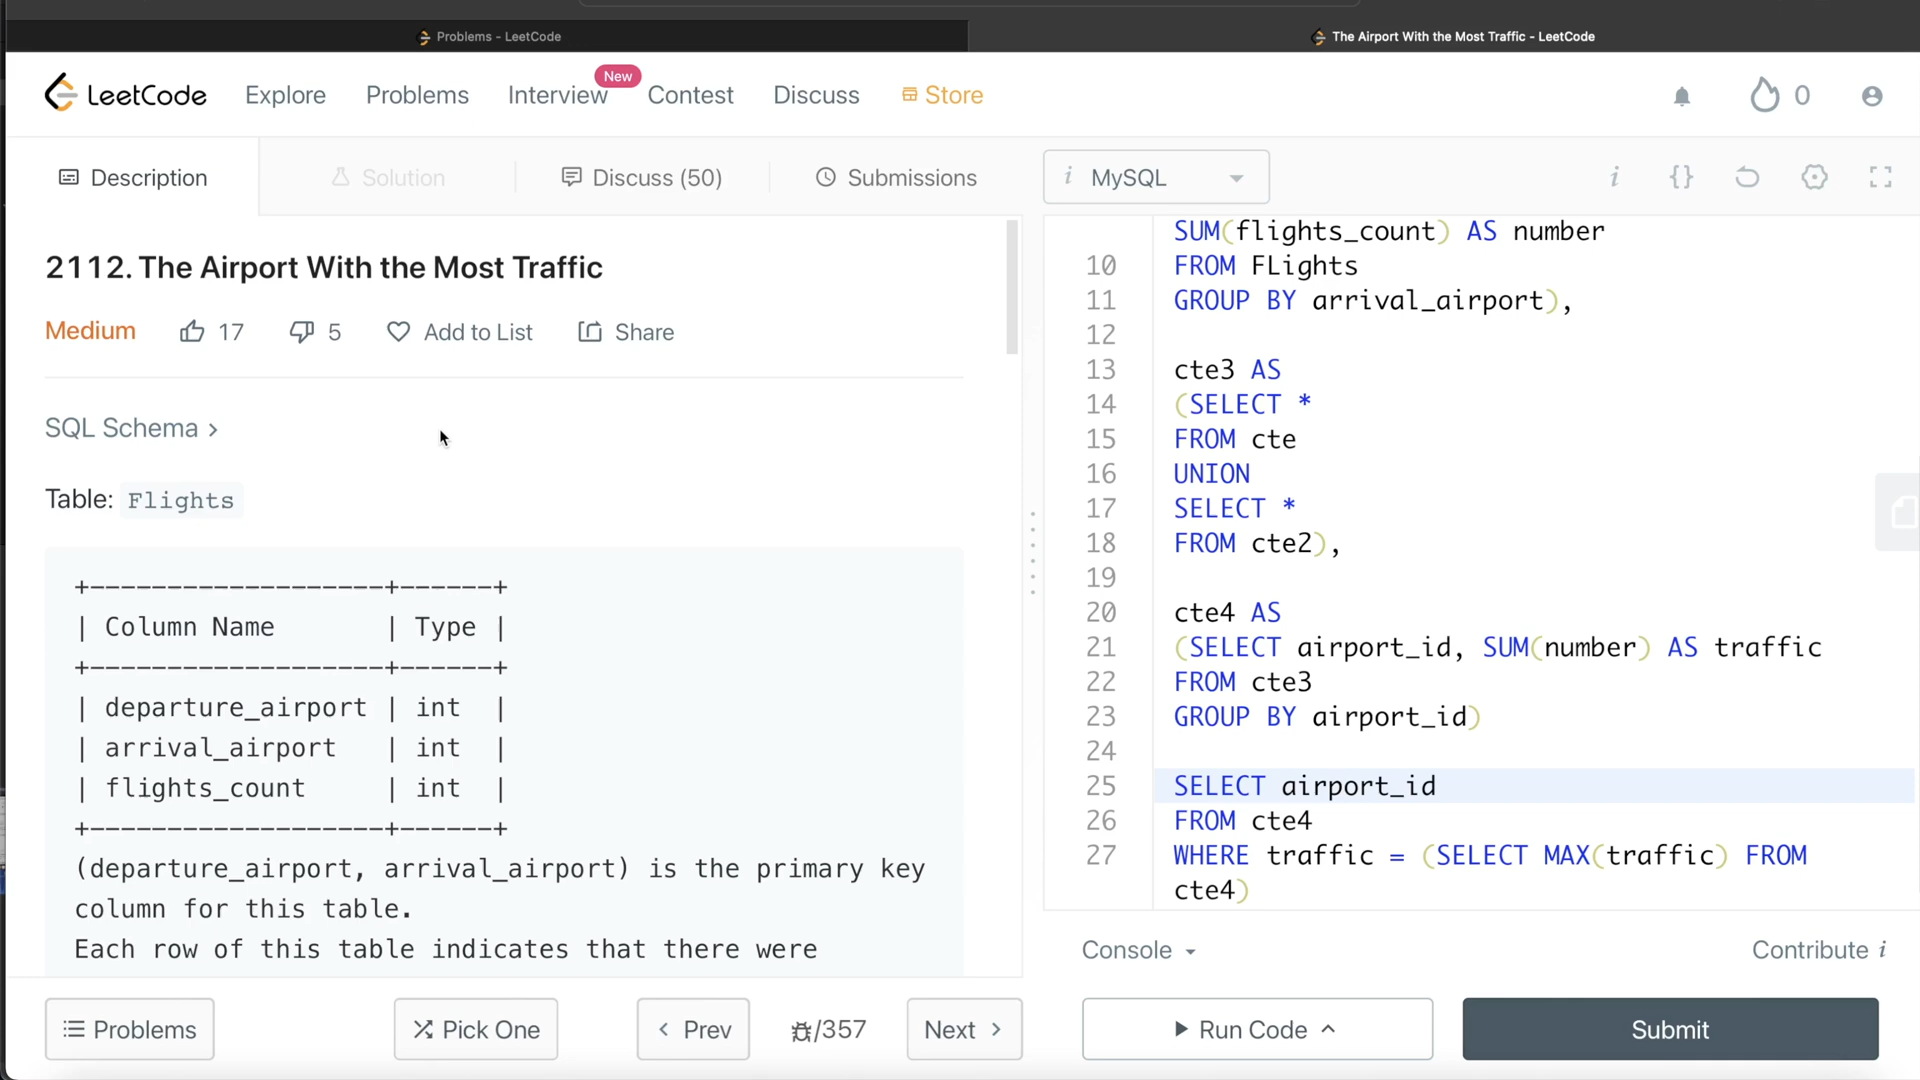 Problems - LeetCode
The Airport With the Most Traffic - LeetCode
LeetCode
Explore
Problems
Interview
New
Contest
Discuss
Store
0
Description
Solution
Discuss (50)
Submissions
i MySQL
i {}
2112. The Airport With the Most Traffic
Medium
17
5
Add to List
Share
SQL Schema >
Table: Flights
+-------------------+------+
| Column Name       | Type |
+-------------------+------+
| departure_airport | int  |
| arrival_airport   | int  |
| flights_count     | int  |
+-------------------+------+
(departure_airport, arrival_airport) is the primary key
column for this table.
Each row of this table indicates that there were
SUM(flights_count) AS number
10 FROM FLights
11 GROUP BY arrival_airport),
12
13 cte3 AS
14 (SELECT *
15 FROM cte
16 UNION
17 SELECT *
18 FROM cte2),
19
20 cte4 AS
21 (SELECT airport_id, SUM(number) AS traffic
22 FROM cte3
23 GROUP BY airport_id)
24
25 SELECT airport_id
26 FROM cte4
27 WHERE traffic = (SELECT MAX(traffic) FROM
cte4)
Console
Contribute i
Problems
Pick One
< Prev
/357
Next >
Run Code
Submit